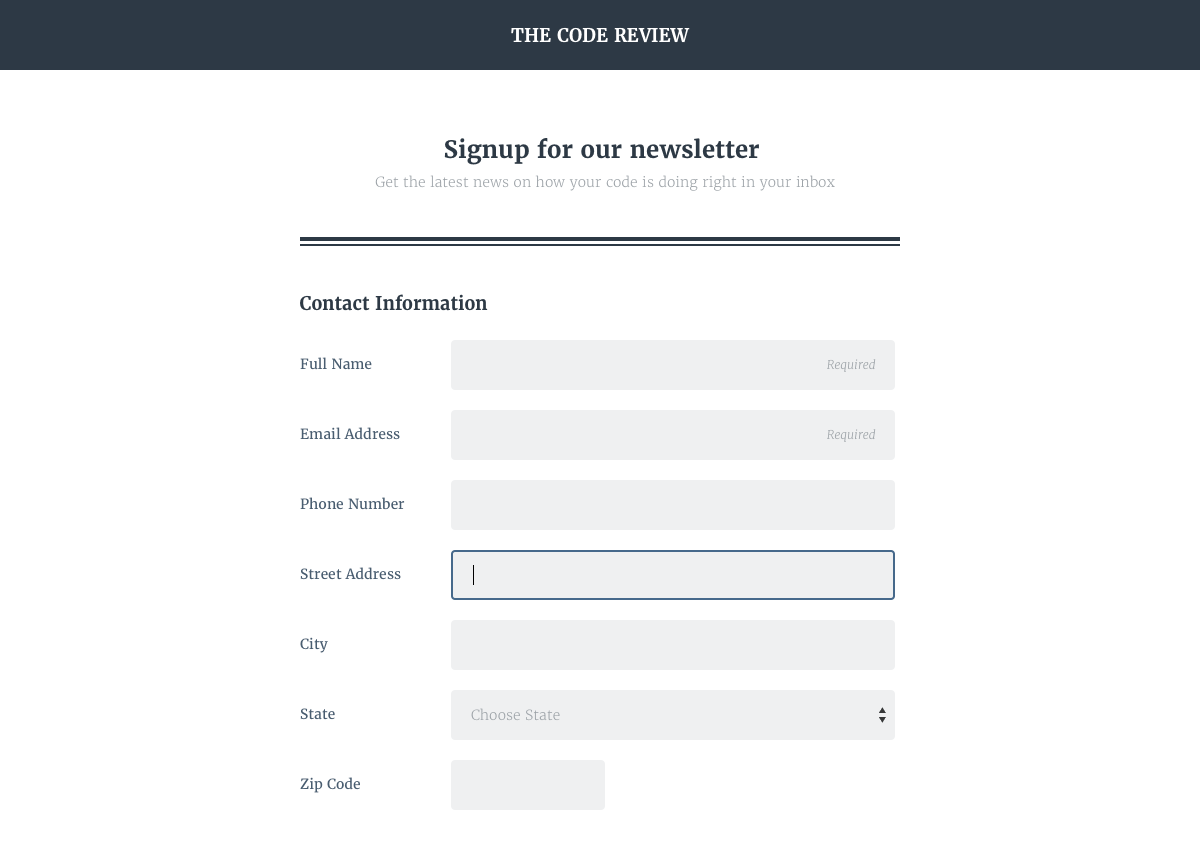 THE CODE REVIEW
Signup for our newsletter
Get the latest news on how your code is doing right in your inbox
Contact Information
Full Name Required
Email Address Required
Phone Number
Street Address
City
State Choose State
Zip Code